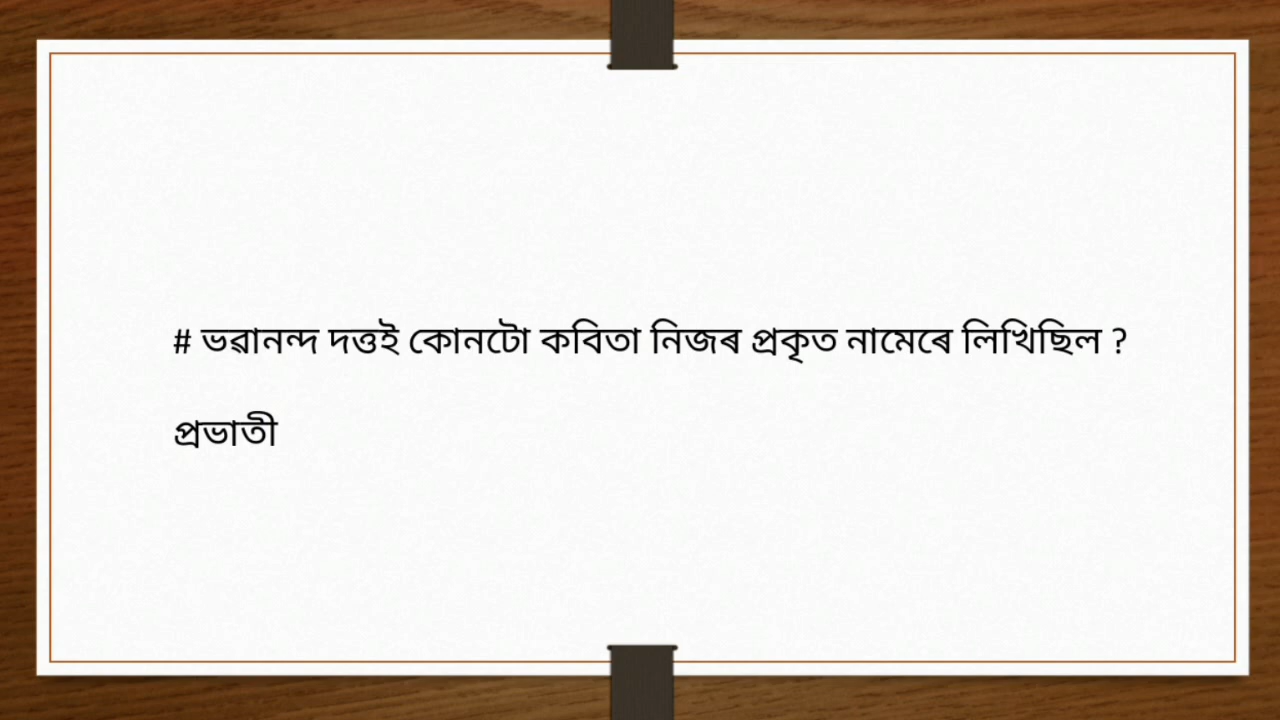 # ভৱানন্দ দত্তই কোনটো কবিতা নিজৰ প্ৰকৃত নামেৰে লিখিছিল ?
প্ৰভাতী